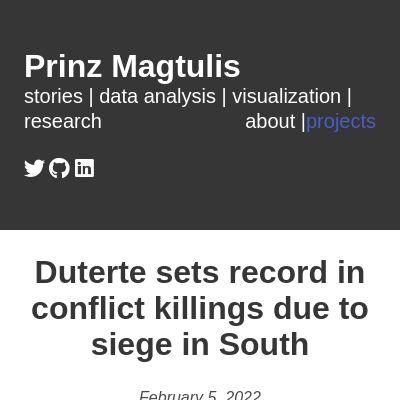 Prinz Magtulis
stories | data analysis | visualization |
research about |projects
Duterte sets record in
conflict killings due to
siege in South
February 5, 2022